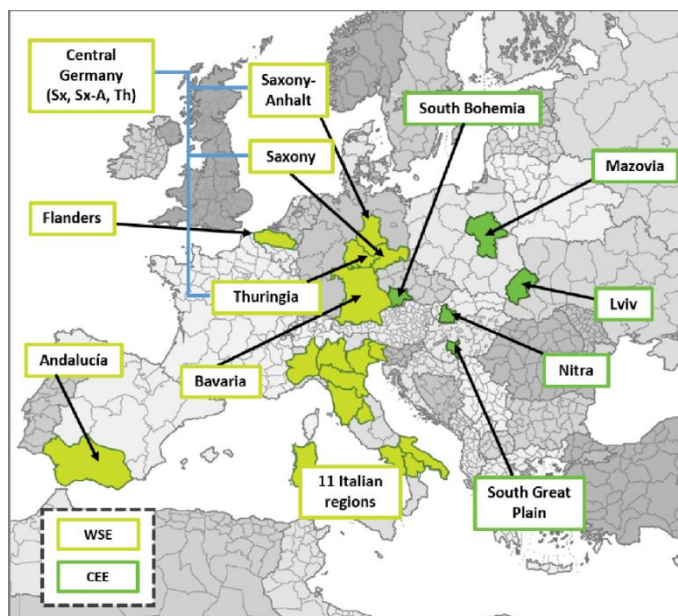 Central
Germany
(Sx, Sx-A, Th)
Saxony-
Anhalt
South Bohemia
Saxony
Mazovia
Flanders
Thuringia
Lviv
Andalucía
Bavaria
Nitra
11 Italian
regions
South Great
Plain
WSE
CEE